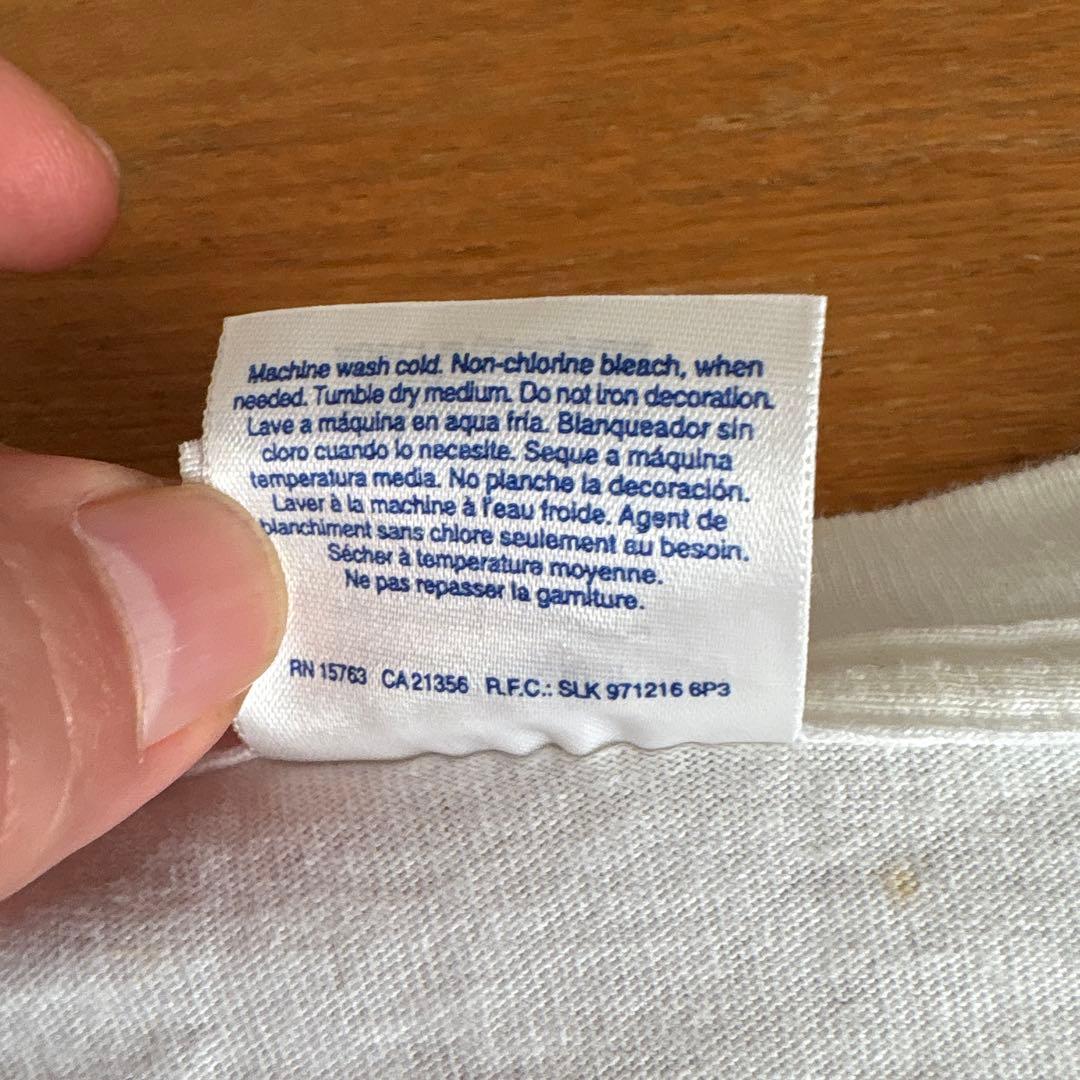 Machine wash cold. Non-chlorine bleach, when
needed. Tumble dry medium. Do not iron decoration.
Lave a máquina en aqua fría. Blanqueador sin
cloro cuando lo necesite. Seque a máquina
temperatura media. No planche la decoración.
Laver à la machine à l'eau froide. Agent de
blanchiment sans chlore seulement au besoin.
Sécher à température moyenne.
Ne pas repasser la garniture.
RN 15763 CA 21356 R.F.C.: SLK 971216 6P3